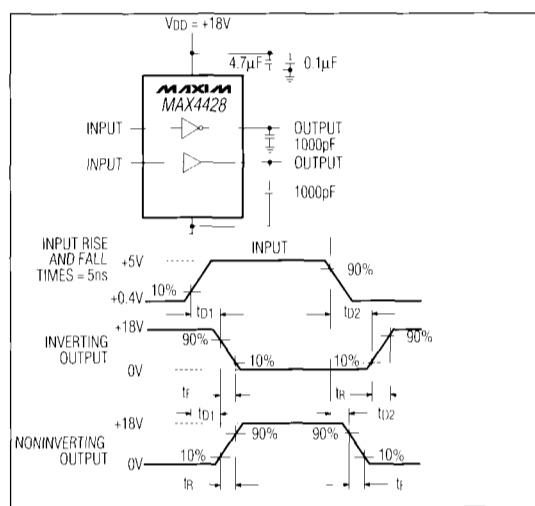 VDD = +18V
4.7µF 0.1µF
MAXIM
MAX4428
INPUT OUTPUT
1000pF
INPUT OUTPUT
1000pF
INPUT RISE
AND FALL
TIMES = 5ns
+5V INPUT
90%
10%
+0.4V tD1 tD2
+18V
INVERTING
OUTPUT
90% 10% 10% 90%
0V
tF tR
tD1 tD2
+18V
NONINVERTING
OUTPUT
90% 90%
10% 10%
0V
tR tF